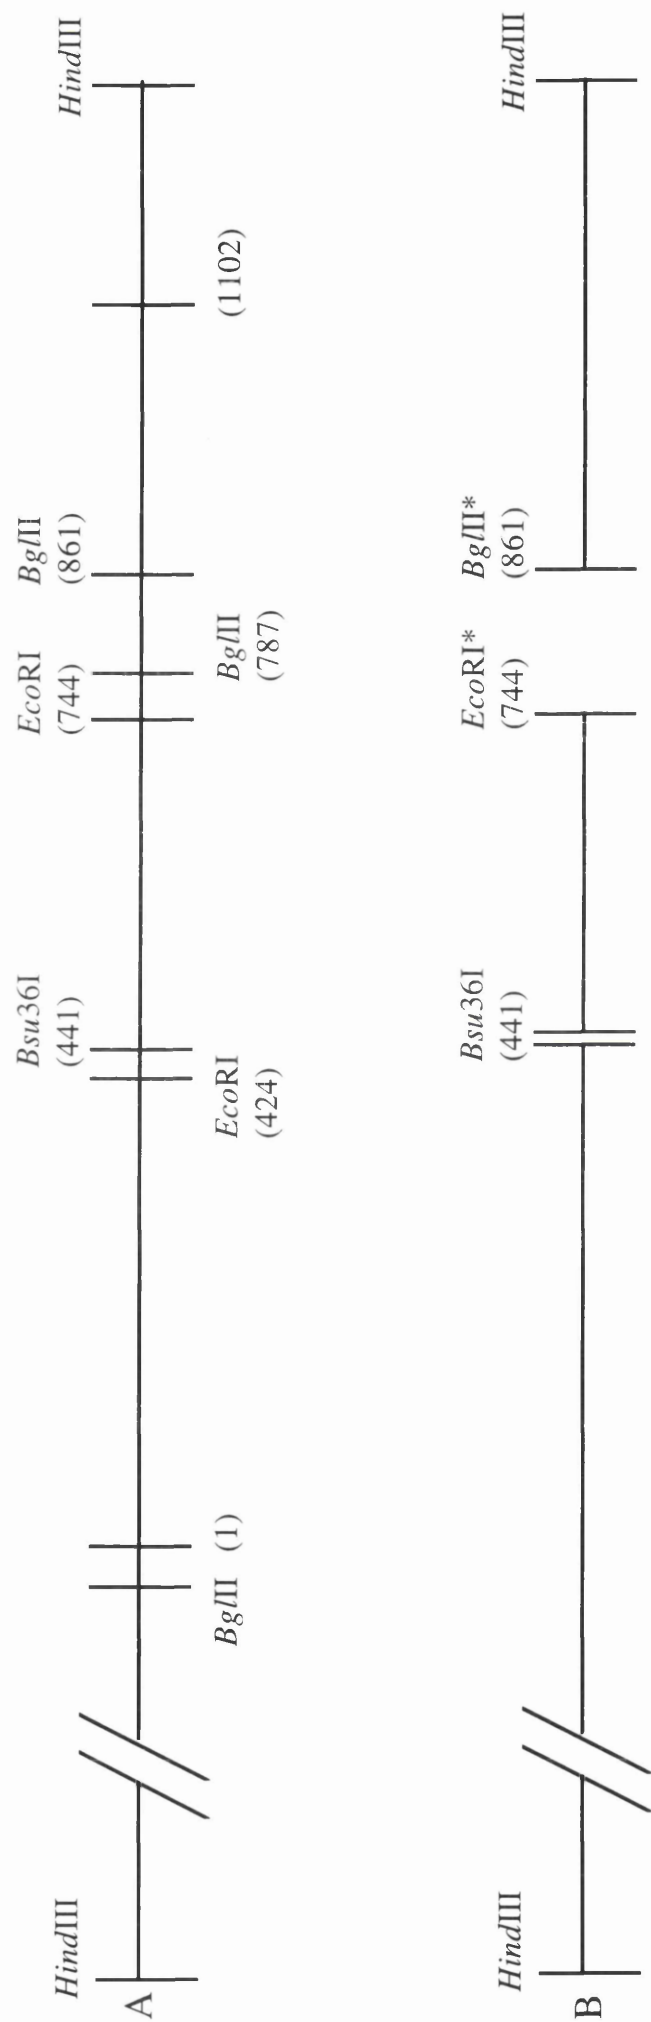 A
HindIII
BglII (1)
EcoRI
(424)
Bsu36I
(441)
EcoRI
(744)
BglII
(787)
BglII
(861)
(1102)
HindIII
B
HindIII
Bsu36I
(441)
EcoRI*
(744)
BglII*
(861)
HindIII